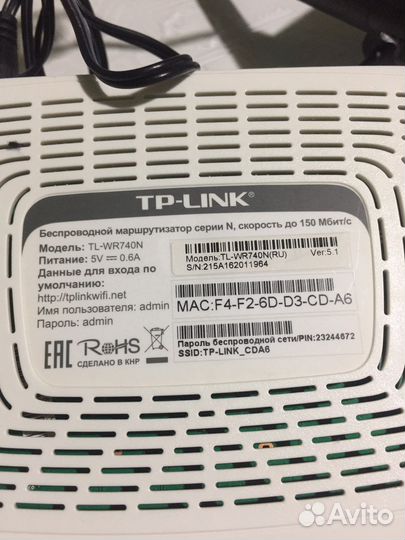 TP-LINK®
Беспроводной маршрутизатор серии N, скорость до 150 Мбит/с
Модель: TL-WR740N
Питание: 5V ⎓ 0.6A
Данные для входа по
умолчанию:
http://tplinkwifi.net
Имя пользователя: admin
Пароль: admin
Модель:TL-WR740N(RU) Ver:5.1
S/N:215A162011964
MAC:F4-F2-6D-D3-CD-A6
Пароль беспроводной сети/PIN:23244672
SSID:TP-LINK_CDA6
EAC RoHS
СДЕЛАНО В КНР
Avito